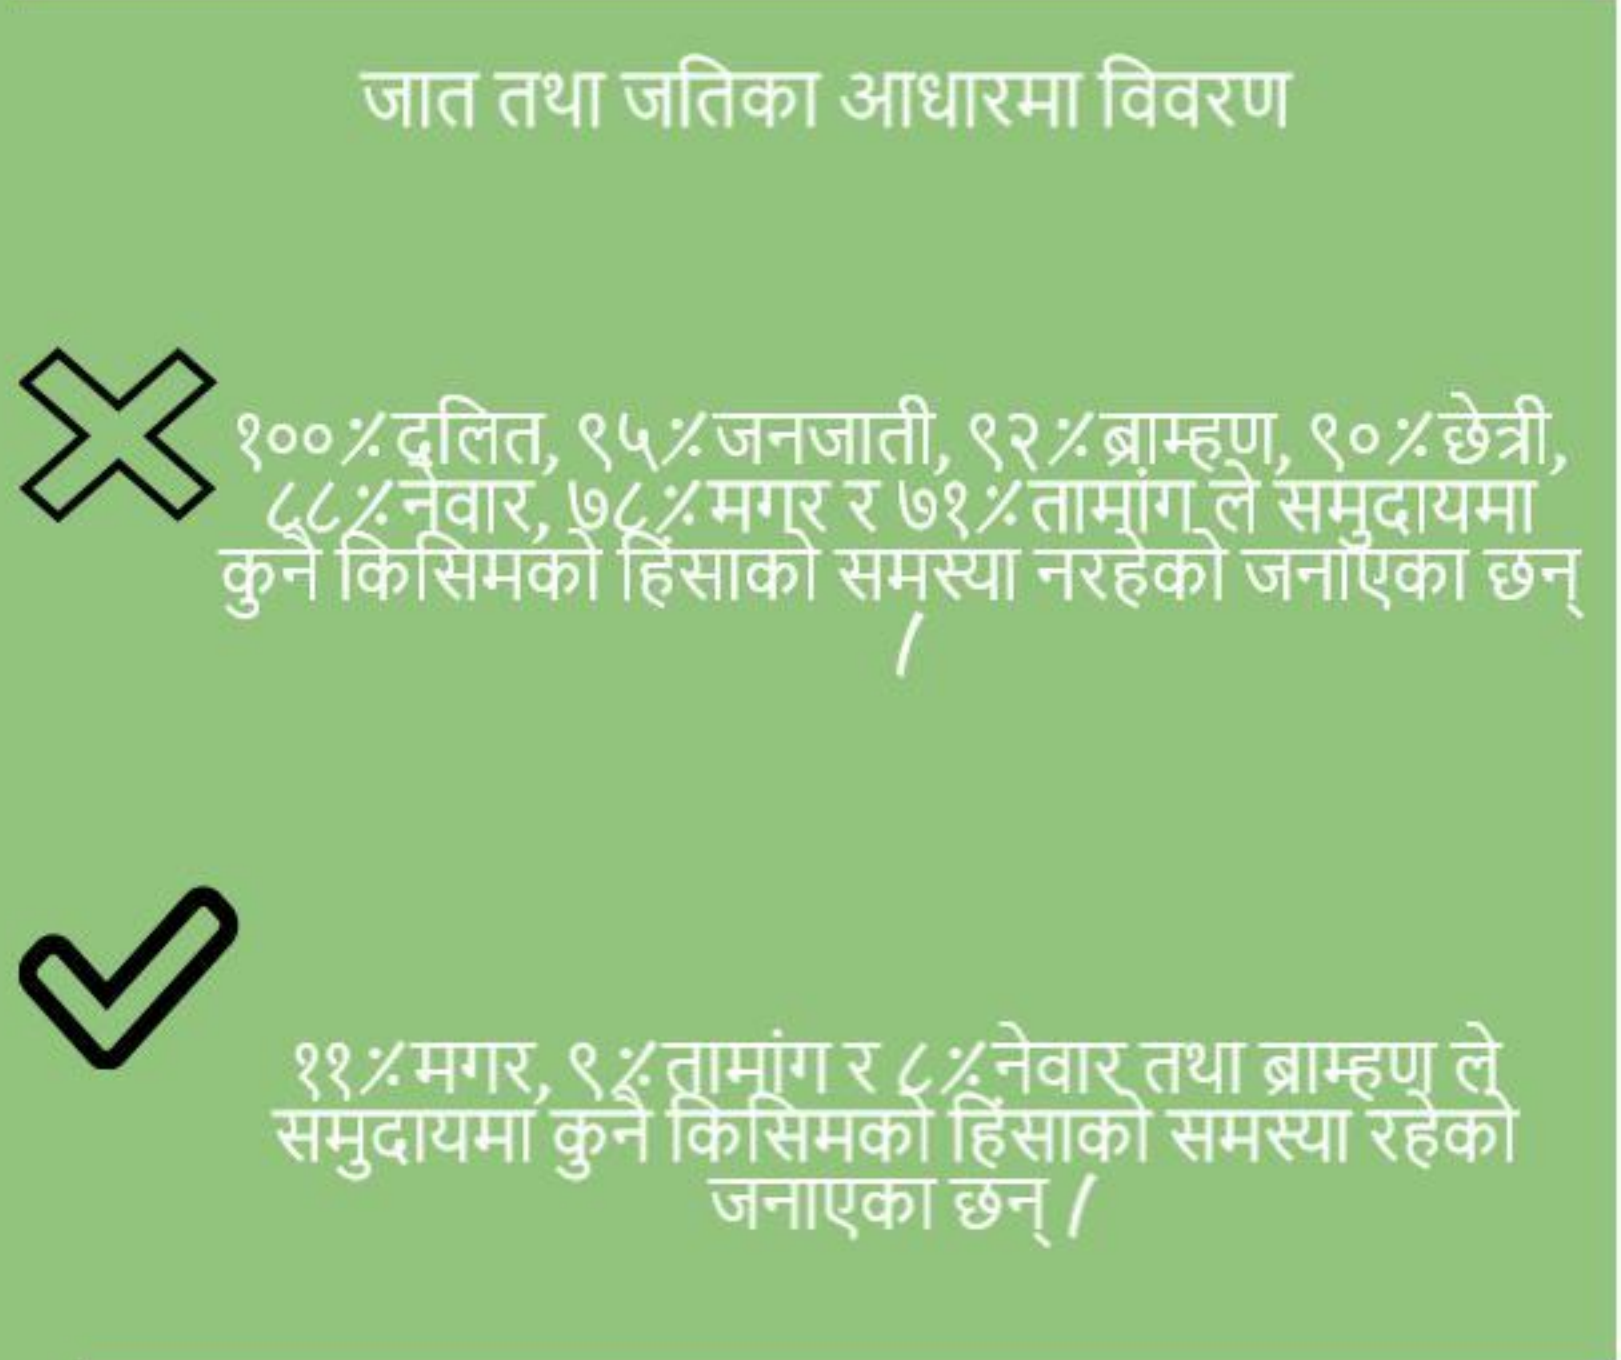 जात तथा जतिका आधारमा विवरण
१००٪दलित, ९५٪जनजाती, ९२٪ब्राम्हण, ९०٪छेत्री,
८८٪नेवार, ७८٪मगर र ७१٪तामांग ले समुदायमा
कुनै किसिमको हिंसाको समस्या नरहेको जनाएका छन्
/
११٪मगर, ९٪तामांग र ८٪नेवार तथा ब्राम्हण ले
समुदायमा कुनै किसिमको हिंसाको समस्या रहेको
जनाएका छन् /